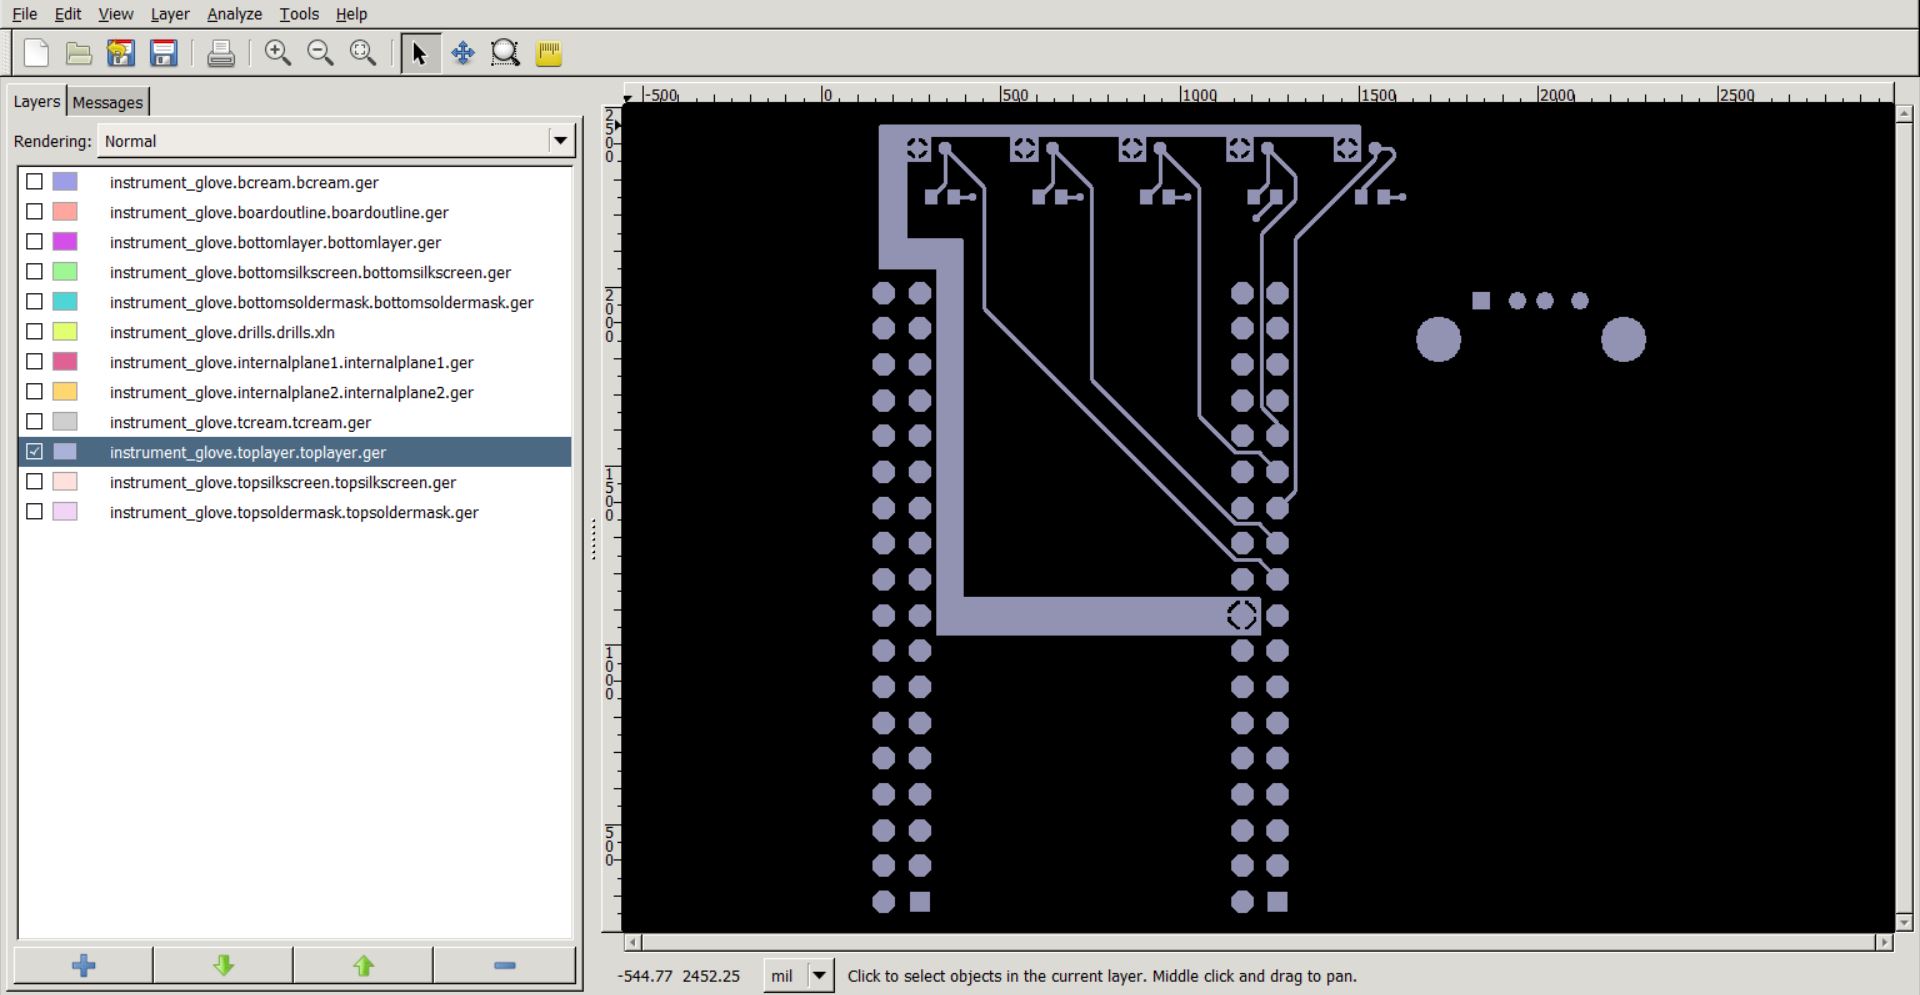 File Edit View Layer Analyze Tools Help
Layers Messages
Rendering: Normal
instrument_glove.bcream.bcream.ger
instrument_glove.boardoutline.boardoutline.ger
instrument_glove.bottomlayer.bottomlayer.ger
instrument_glove.bottomsilkscreen.bottomsilkscreen.ger
instrument_glove.bottomsoldermask.bottomsoldermask.ger
instrument_glove.drills.drills.xln
instrument_glove.internalplane1.internalplane1.ger
instrument_glove.internalplane2.internalplane2.ger
instrument_glove.tcream.tcream.ger
instrument_glove.toplayer.toplayer.ger
instrument_glove.topsilkscreen.topsilkscreen.ger
instrument_glove.topsoldermask.topsoldermask.ger
-500 0 500 1000 1500 2000 2500
2500
2000
1500
1000
500
-544.77 2452.25 mil Click to select objects in the current layer. Middle click and drag to pan.